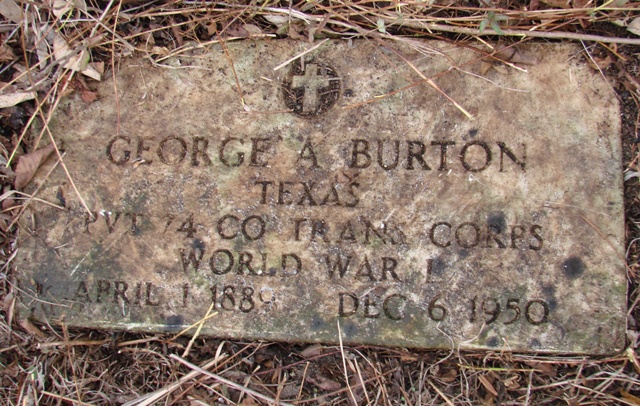 GEORGE A BURTON
TEXAS
PVT 74 CO TRANS CORPS
WORLD WAR I
APRIL 1 1889 DEC 6 1950